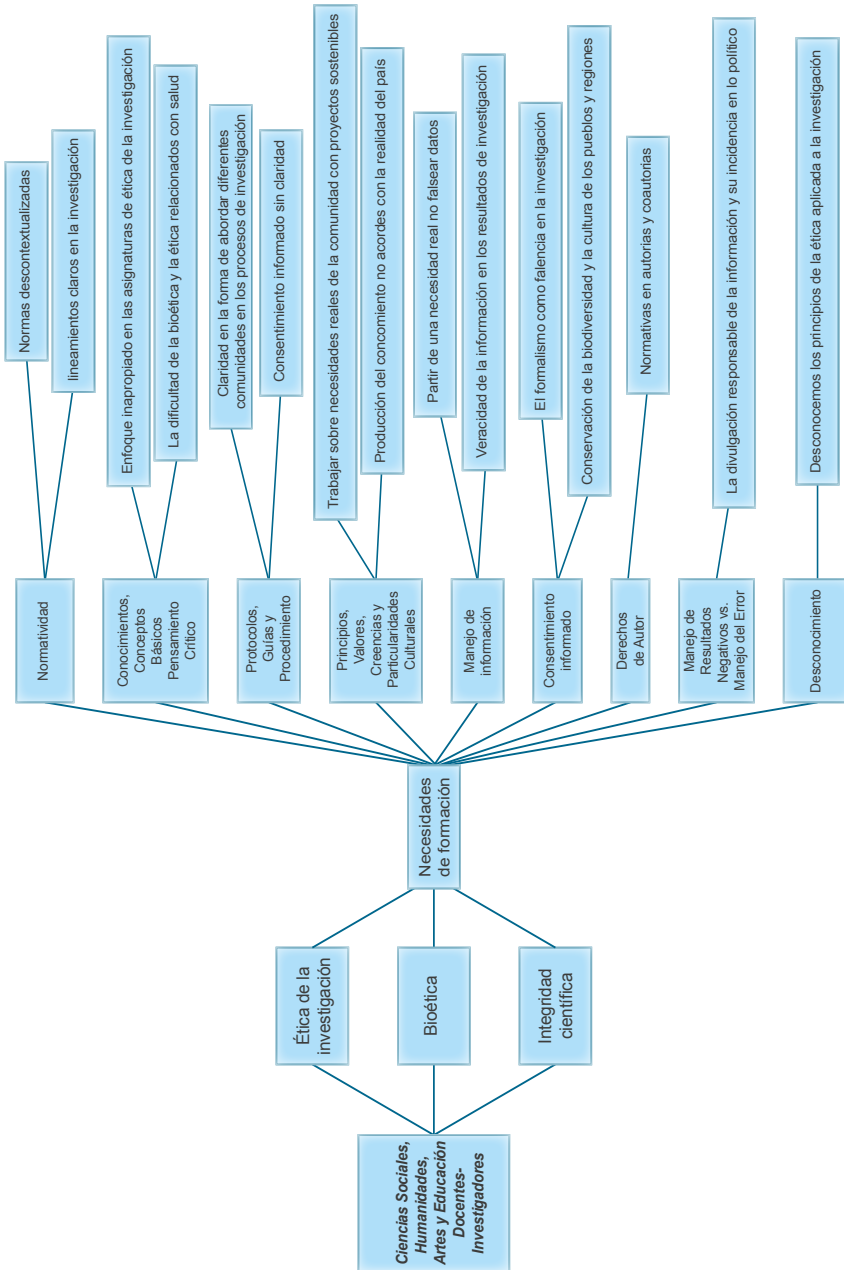 Ciencias Sociales,
Humanidades,
Artes y Educación
Docentes-
Investigadores
Ética de la
investigación
Bioética
Integridad
científica
Necesidades
de formación
Normatividad
Normas descontextualizadas
lineamientos claros en la investigación
Conocimientos,
Conceptos
Básicos
Pensamiento
Crítico
Enfoque inapropiado en las asignaturas de ética de la investigación
La dificultad de la bioética y la ética relacionados con salud
Protocolos,
Guías y
Procedimiento
Claridad en la forma de abordar diferentes
comunidades en los procesos de investigación
Consentimiento informado sin claridad
Principios,
Valores,
Creencias y
Particularidades
Culturales
Trabajar sobre necesidades reales de la comunidad con proyectos sostenibles
Producción del concomiento no acordes con la realidad del país
Manejo de
información
Partir de una necesidad real no falsear datos
Veracidad de la información en los resultados de investigación
Consentimiento
informado
El formalismo como falencia en la investigación
Conservación de la biodiversidad y la cultura de los pueblos y regiones
Derechos
de Autor
Normativas en autorias y coautorias
Manejo de
Resultados
Negativos vs.
Manejo del Error
La divulgación responsable de la información y su incidencia en lo político
Desconocimiento
Desconocemos los principios de la ética aplicada a la investigación